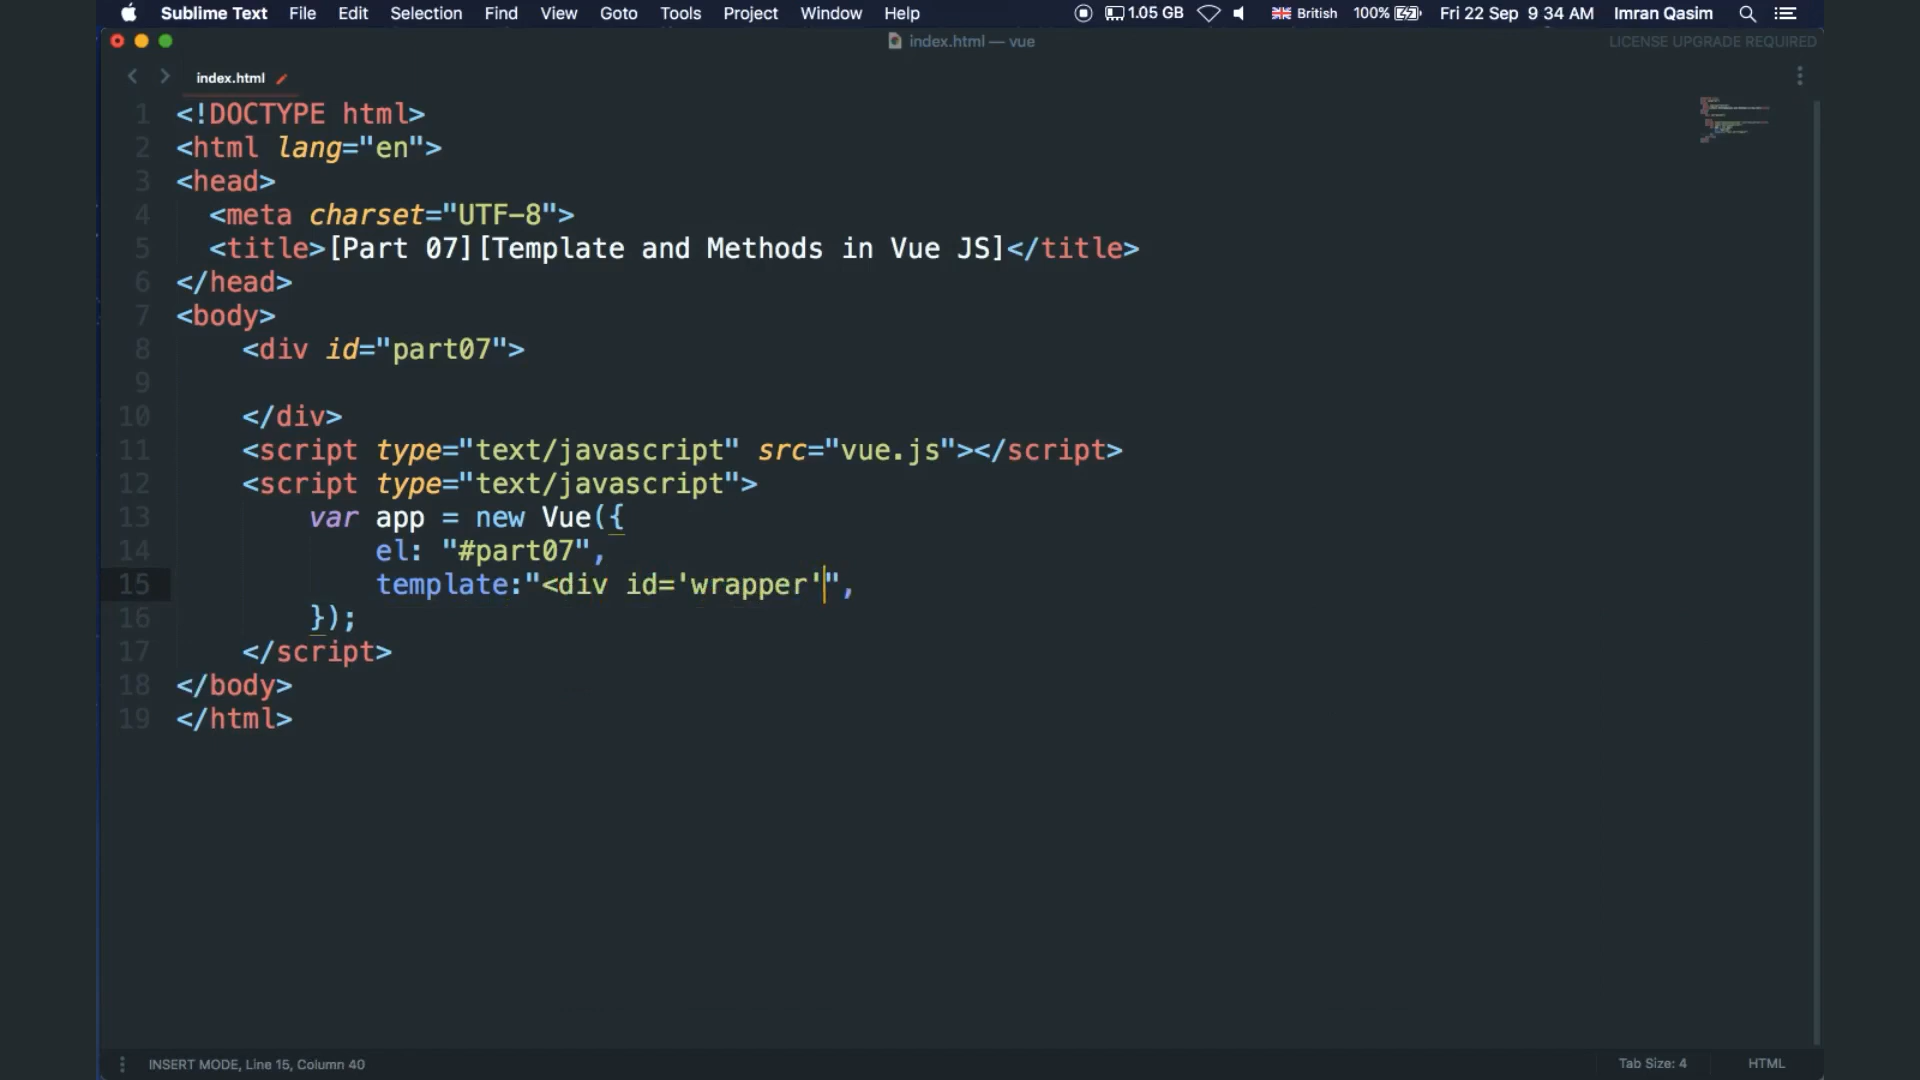 Sublime Text File Edit Selection Find View Goto Tools Project Window Help 1.05 GB British 100% Fri 22 Sep 9 34 AM Imran Qasim
index.html — vue
LICENSE UPGRADE REQUIRED
index.html
1 <!DOCTYPE html>
2 <html lang="en">
3 <head>
4 <meta charset="UTF-8">
5 <title>[Part 07][Template and Methods in Vue JS]</title>
6 </head>
7 <body>
8 <div id="part07">
9
10 </div>
11 <script type="text/javascript" src="vue.js"></script>
12 <script type="text/javascript">
13 var app = new Vue({
14 el: "#part07",
15 template:"<div id='wrapper'",
16 });
17 </script>
18 </body>
19 </html>
INSERT MODE, Line 15, Column 40
Tab Size: 4 HTML